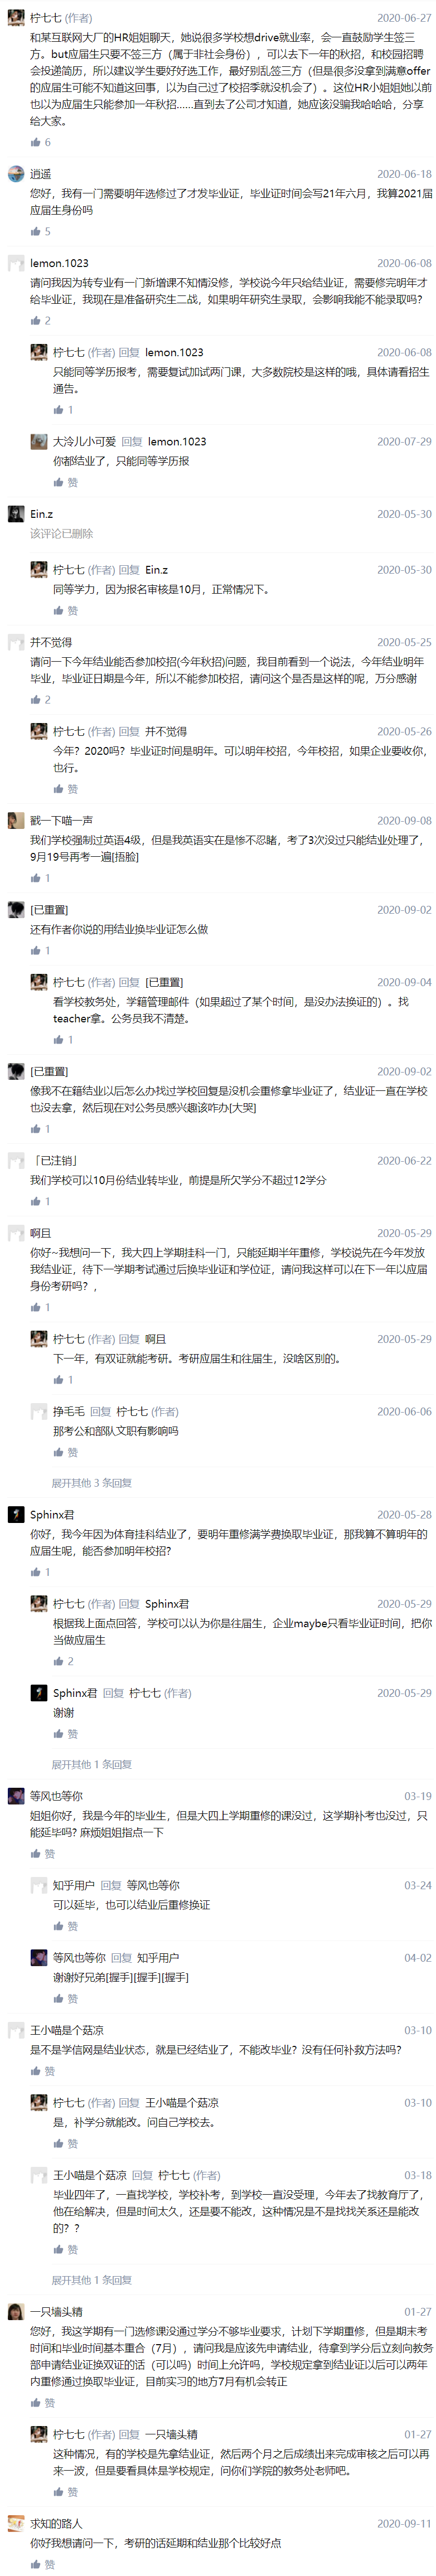 柠七七 (作者) 2020-06-27
和某互联网大厂的HR姐姐聊天，她说很多学校想drive就业率，会一直鼓励学生签三
方。but应届生只要不签三方（属于非社会身份），可以去下一年的秋招，和校园招聘
会投递简历，所以建议学生要好好选工作，最好别乱签三方（但是很多没拿到满意offer
的应届生可能不知道这回事，以为自己过了校招季就没机会了）。这位HR小姐姐她以前
也以为应届生只能参加一年秋招......直到去了公司才知道，她应该没骗我哈哈哈，分享
给大家。
6
逍遥 2020-06-18
您好，我有一门需要明年选修过了才发毕业证，毕业证时间会写21年六月，我算2021届
应届生身份吗
5
lemon.1023 2020-06-08
请问我因为转专业有一门新增课不知情没修，学校说今年只给结业证，需要修完明年才
给毕业证，我现在是准备研究生二战，如果明年研究生录取，会影响我能不能录取吗？
2
柠七七 (作者) 回复 lemon.1023 2020-06-08
只能同等学历报考，需要复试加试两门课，大多数院校是这样的哦，具体请看招生
通告。
1
大泠儿小可爱 回复 lemon.1023 2020-07-29
你都结业了，只能同等学历报
赞
Ein.z 2020-05-30
该评论已删除
柠七七 (作者) 回复 Ein.z 2020-05-30
同等学力，因为报名审核是10月，正常情况下。
赞
并不觉得 2020-05-25
请问一下今年结业能否参加校招(今年秋招)问题，我目前看到一个说法，今年结业明年
毕业，毕业证日期是今年，所以不能参加校招，请问这个是否是这样的呢，万分感谢
2
柠七七 (作者) 回复 并不觉得 2020-05-26
今年？2020吗？毕业证时间是明年。可以明年校招，今年校招，如果企业要收你，
也行。
赞
戳一下喵一声 2020-09-08
我们学校强制过英语4级，但是我英语实在是惨不忍睹，考了3次没过只能结业处理了，
9月19号再考一遍[捂脸]
1
[已重置] 2020-09-02
还有作者你说的用结业换毕业证怎么做
1
柠七七 (作者) 回复 [已重置] 2020-09-04
看学校教务处，学籍管理邮件（如果超过了某个时间，是没办法换证的）。找
teacher拿。公务员我不清楚。
1
[已重置] 2020-09-02
像我不在籍结业以后怎么办找过学校回复是没机会重修拿毕业证了，结业证一直在学校
也没去拿，然后现在对公务员感兴趣该咋办[大哭]
1
「已注销」 2020-06-22
我们学校可以10月份结业转毕业，前提是所欠学分不超过12学分
1
啊且 2020-05-29
你好~我想问一下，我大四上学期挂科一门，只能延期半年重修，学校说先在今年发放
我结业证，待下一学期考试通过后换毕业证和学位证，请问我这样可以在下一年以应届
身份考研吗？，
1
柠七七 (作者) 回复 啊且 2020-05-29
下一年，有双证就能考研。考研应届生和往届生，没啥区别的。
1
挣毛毛 回复 柠七七 (作者) 2020-06-06
那考公和部队文职有影响吗
赞
展开其他 3 条回复
Sphinx君 2020-05-28
你好，我今年因为体育挂科结业了，要明年重修满学费换取毕业证，那我算不算明年的
应届生呢，能否参加明年校招？
1
柠七七 (作者) 回复 Sphinx君 2020-05-29
根据我上面点回答，学校可以认为你是往届生，企业maybe只看毕业证时间，把你
当做应届生
2
Sphinx君 回复 柠七七 (作者) 2020-05-29
谢谢
赞
展开其他 1 条回复
等风也等你 03-19
姐姐你好，我是今年的毕业生，但是大四上学期重修的课没过，这学期补考也没过，只
能延毕吗？麻烦姐姐指点一下
赞
知乎用户 回复 等风也等你 03-24
可以延毕，也可以结业后重修换证
赞
等风也等你 回复 知乎用户 04-02
谢谢好兄弟[握手][握手][握手]
赞
王小喵是个菇凉 03-10
是不是学信网是结业状态，就是已经结业了，不能改毕业？没有任何补救方法吗?
赞
柠七七 (作者) 回复 王小喵是个菇凉 03-10
是，补学分就能改。问自己学校去。
赞
王小喵是个菇凉 回复 柠七七 (作者) 03-18
毕业四年了，一直找学校，学校补考，到学校一直没受理，今年去了找教育厅了，
他在给解决，但是时间太久，还是要不能改，这种情况是不是找找关系还是能改
的？？
赞
展开其他 1 条回复
一只墙头精 01-27
您好，我这学期有一门选修课没通过学分不够毕业要求，计划下学期重修，但是期末考
时间和毕业时间基本重合（7月），请问我是应该先申请结业，待拿到学分后立刻向教务
部申请结业证换双证的话（可以吗）时间上允许吗，学校规定拿到结业证以后可以两年
内重修通过换取毕业证，目前实习的地方7月有机会转正
赞
柠七七 (作者) 回复 一只墙头精 01-27
这种情况，有的学校是先拿结业证，然后两个月之后成绩出来完成审核之后可以再
来一波，但是要看具体是学校规定，问你们学院的教务处老师吧。
赞
求知的路人 2020-09-11
你好我想请问一下，考研的话延期和结业那个比较好点
赞